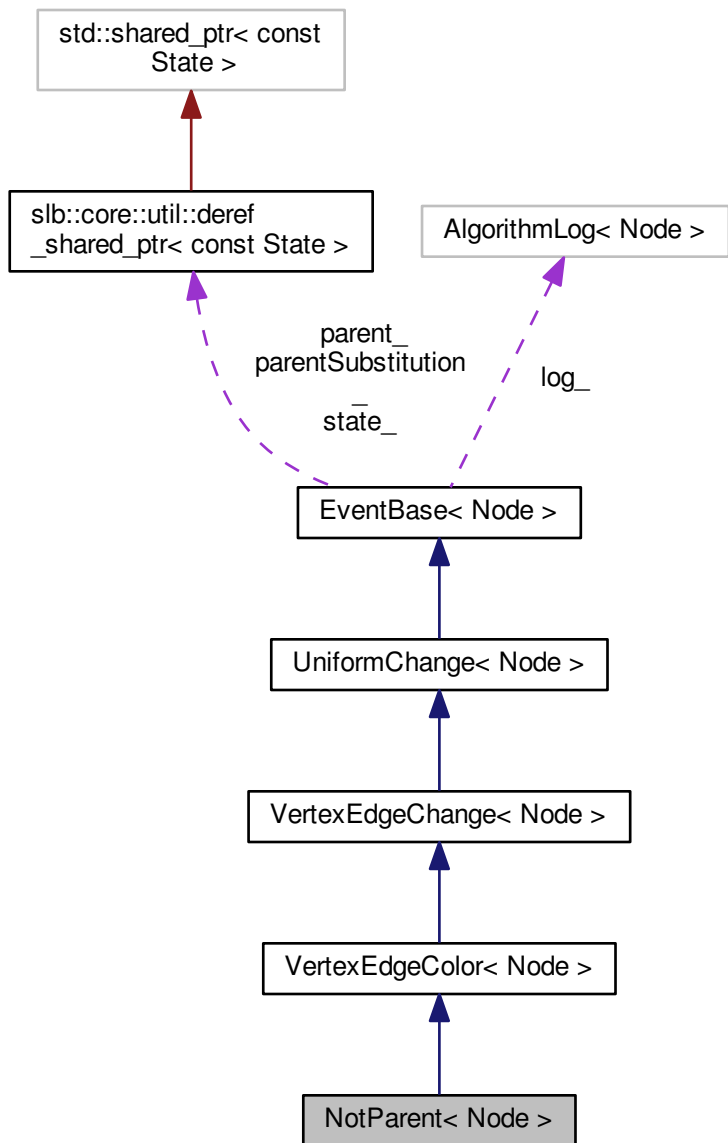 std::shared_ptr< const
State >
slb::core::util::deref
_shared_ptr< const State >
AlgorithmLog< Node >
parent_
parentSubstitution
_
state_
log_
EventBase< Node >
UniformChange< Node >
VertexEdgeChange< Node >
VertexEdgeColor< Node >
NotParent< Node >